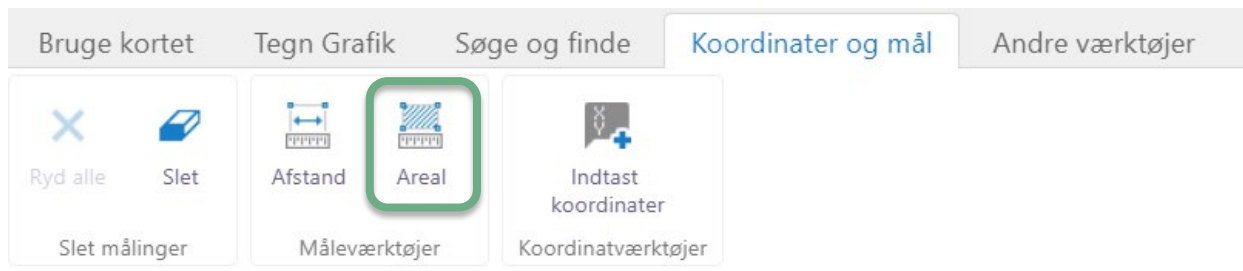 Bruge kortet Tegn Grafik Søge og finde Koordinater og mål Andre værktøjer
Ryd alle Slet Afstand Areal Indtast
koordinater
Slet målinger Måleværktøjer Koordinatværktøjer